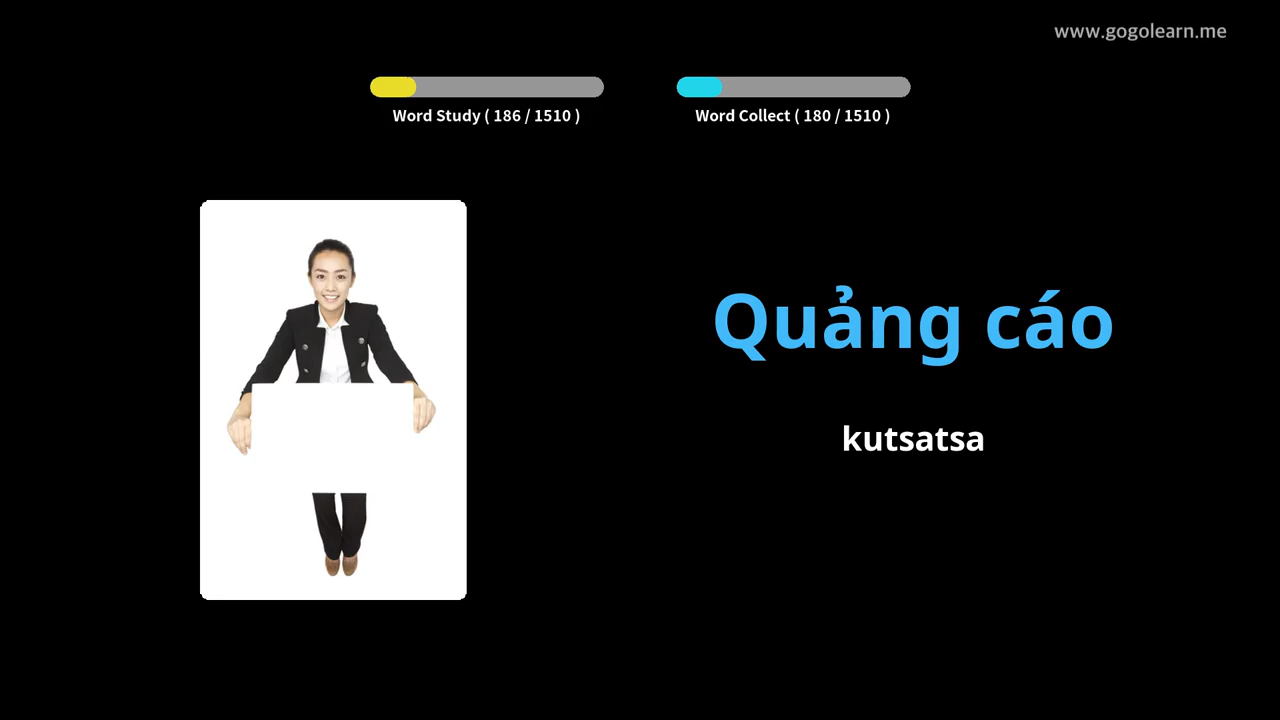 www.gogolearn.me
Word Study ( 186 / 1510 )
Word Collect ( 180 / 1510 )
Quảng cáo
kutsatsa